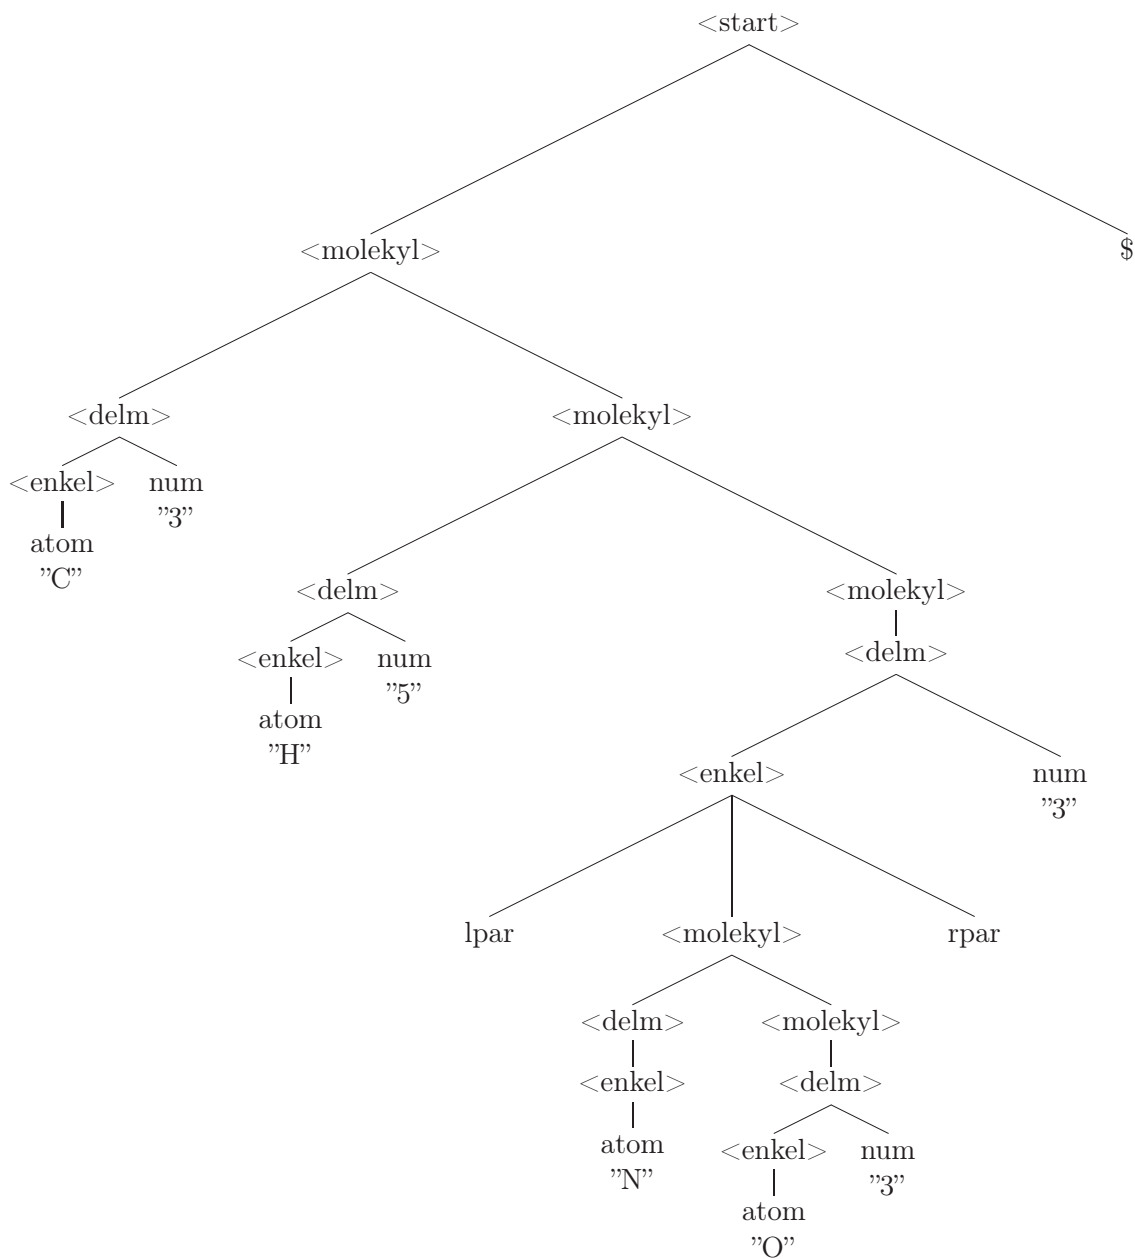 <start>
<molekyl> $
<delm> <molekyl>
<enkel> num
"3"
atom
"C"
<delm> <molekyl>
<enkel> num <delm>
"5"
atom
"H"
<enkel> num
"3"
lpar <molekyl> rpar
<delm> <molekyl>
<enkel> <delm>
atom <enkel> num
"N" "3"
atom
"O"